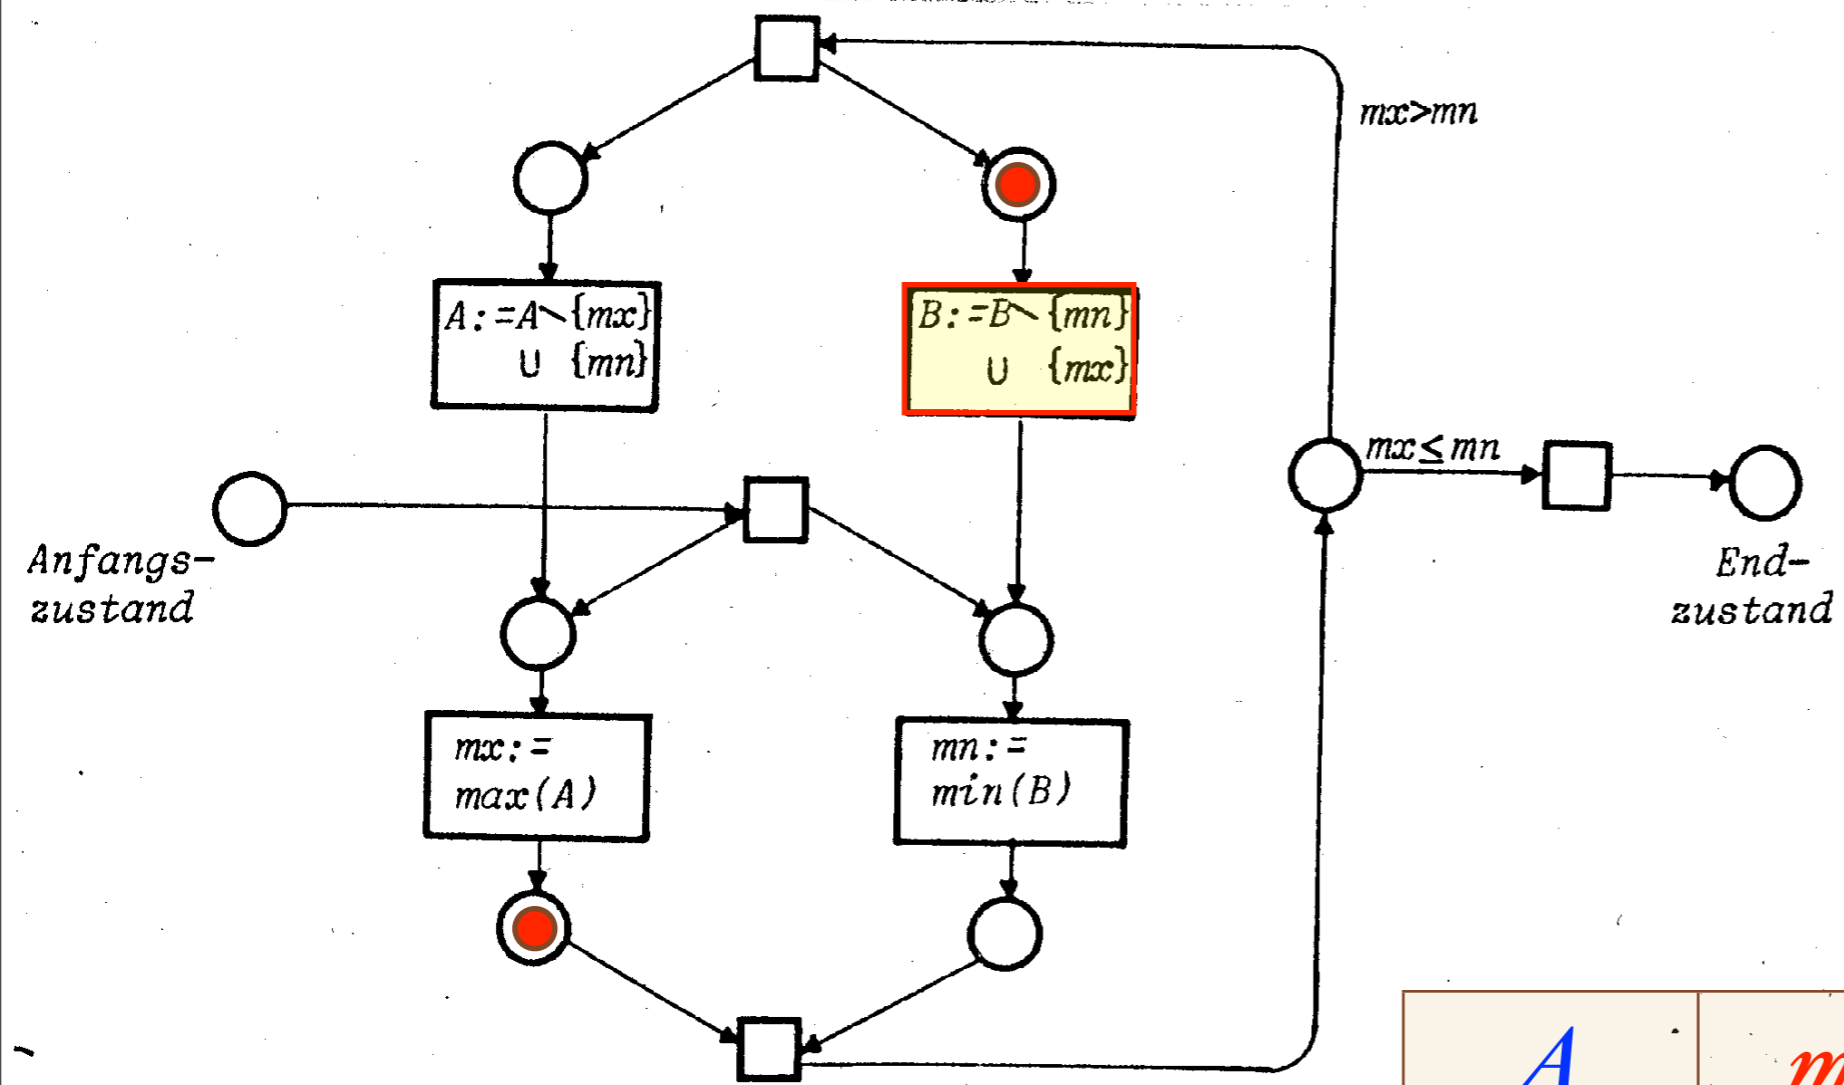 mx>mn
A:=A∖{mx}
∪ {mn}
B:=B∖{mn}
∪ {mx}
mx≤mn
Anfangs-
zustand
End-
zustand
mx:=
max(A)
mn:=
min(B)
A